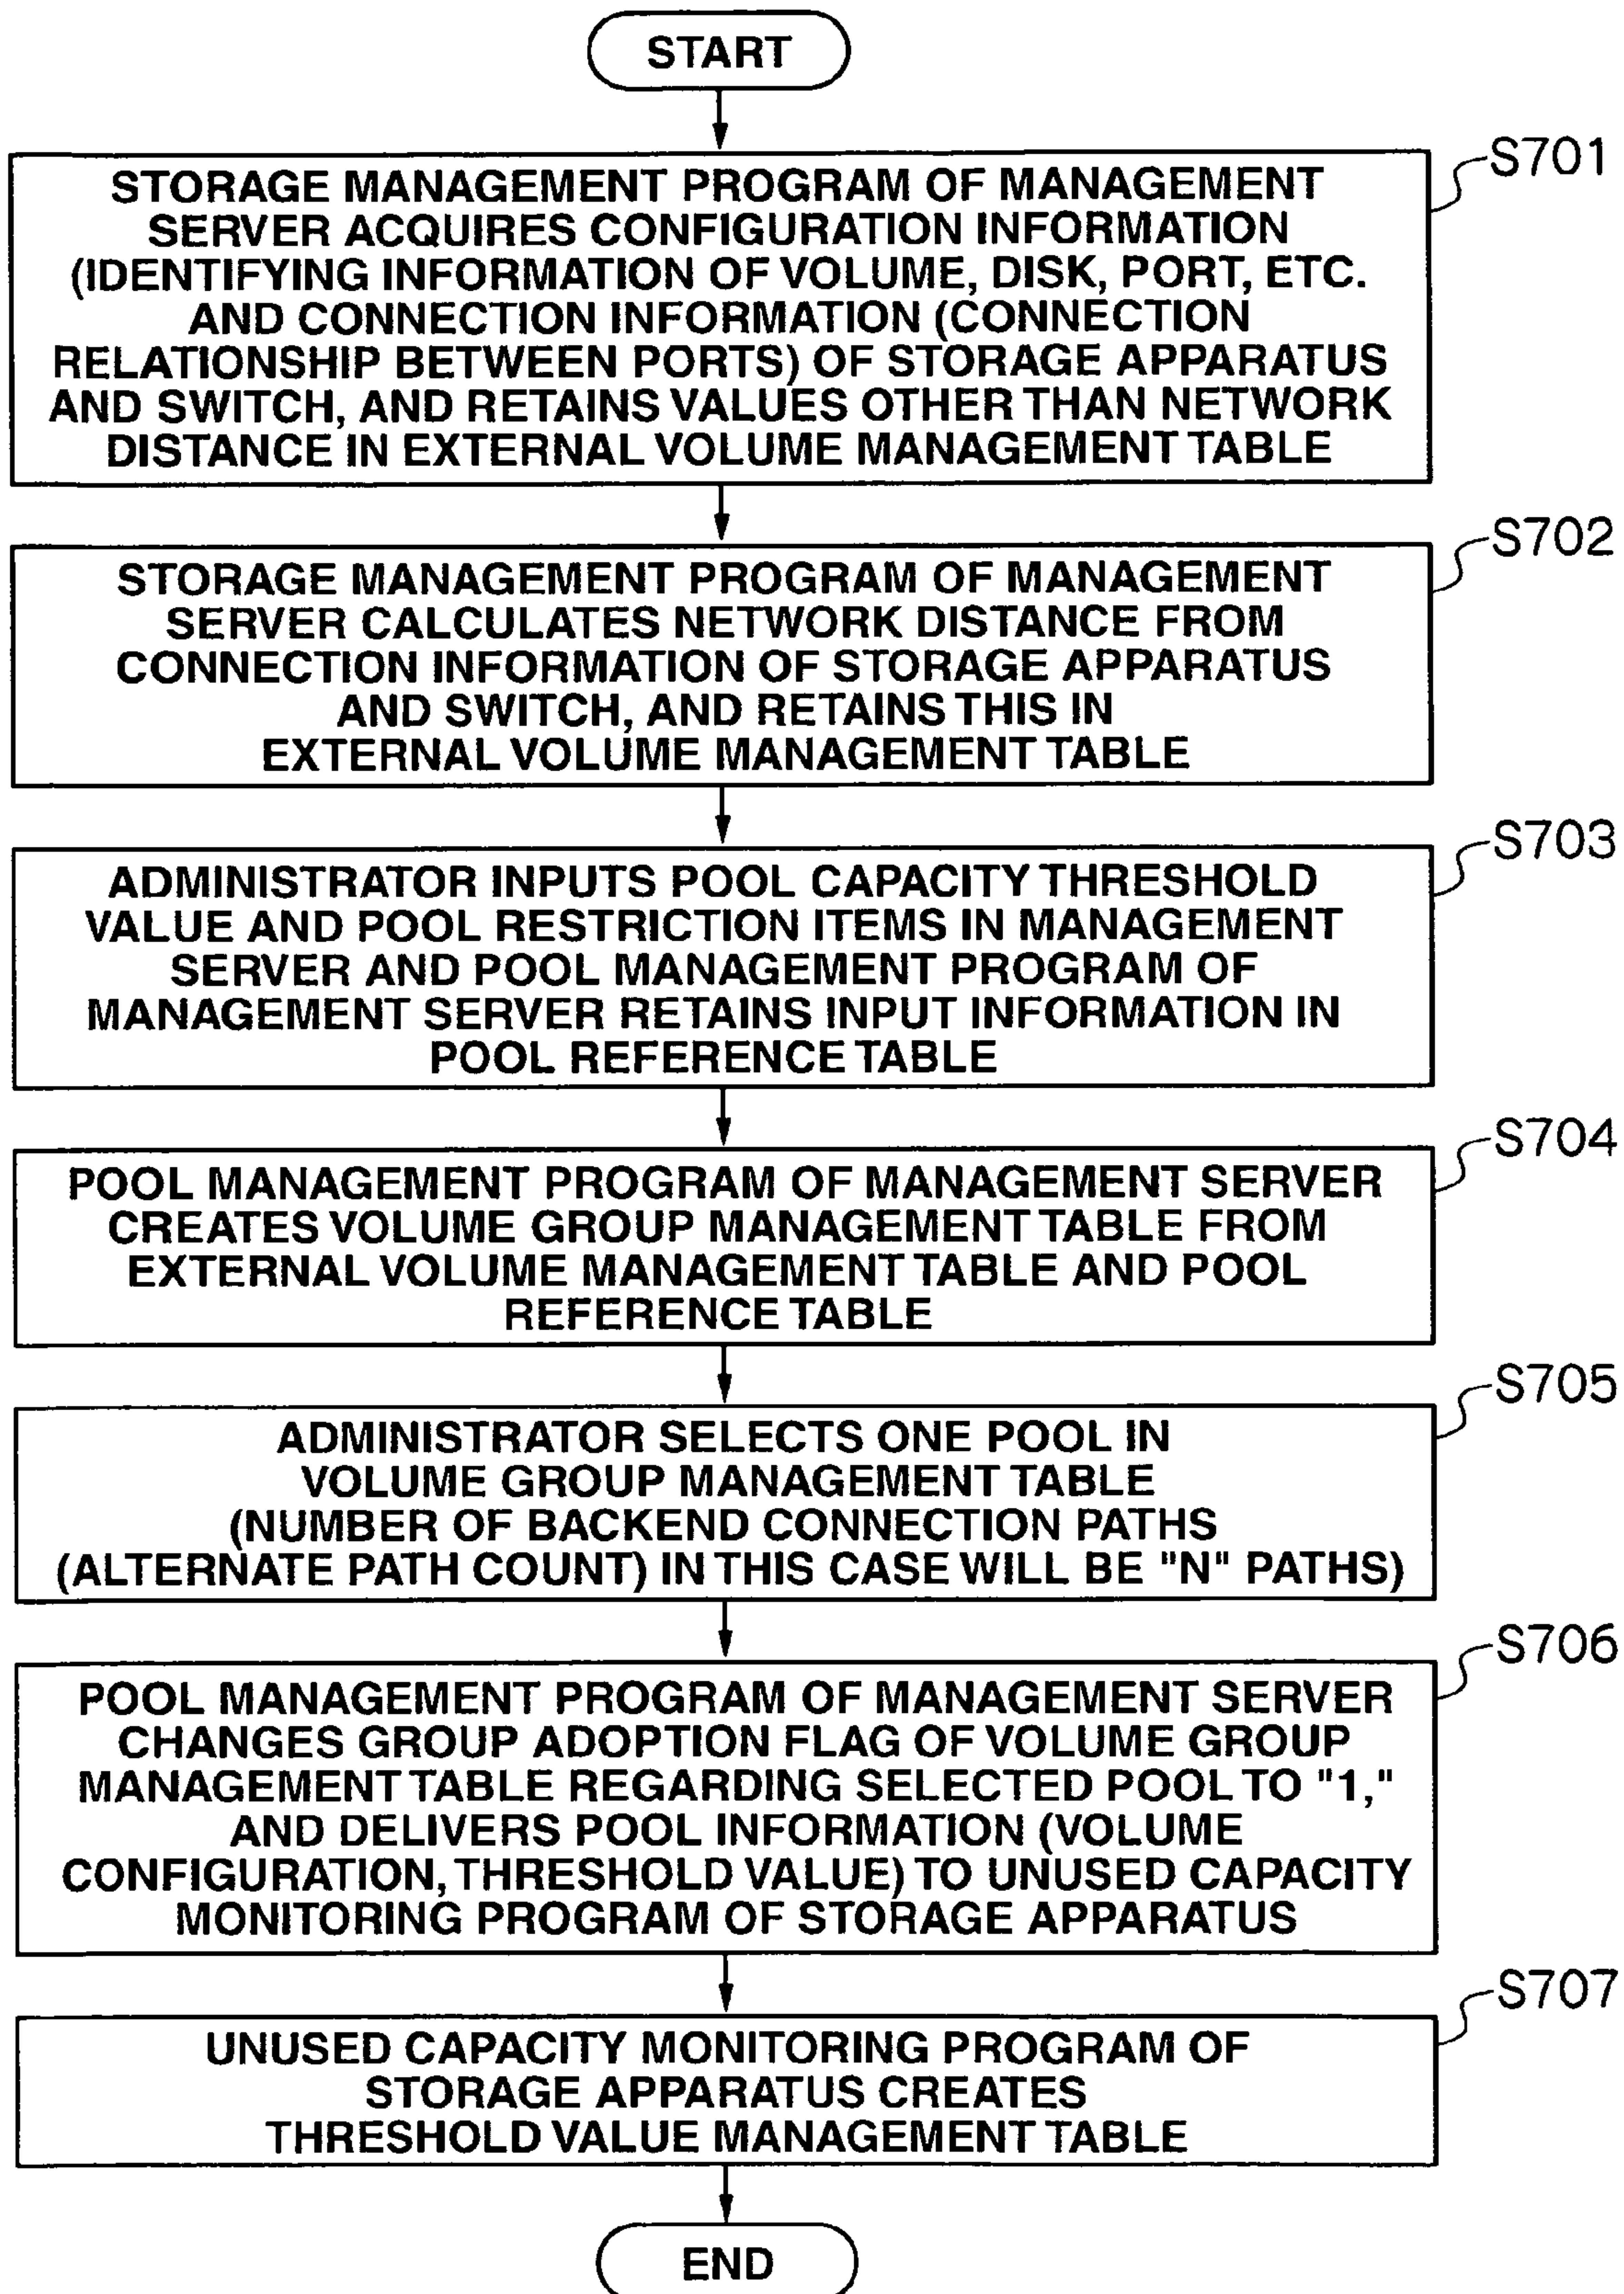 START
S701
STORAGE MANAGEMENT PROGRAM OF MANAGEMENT
SERVER ACQUIRES CONFIGURATION INFORMATION
(IDENTIFYING INFORMATION OF VOLUME, DISK, PORT, ETC.
AND CONNECTION INFORMATION (CONNECTION
RELATIONSHIP BETWEEN PORTS) OF STORAGE APPARATUS
AND SWITCH, AND RETAINS VALUES OTHER THAN NETWORK
DISTANCE IN EXTERNAL VOLUME MANAGEMENT TABLE
S702
STORAGE MANAGEMENT PROGRAM OF MANAGEMENT
SERVER CALCULATES NETWORK DISTANCE FROM
CONNECTION INFORMATION OF STORAGE APPARATUS
AND SWITCH, AND RETAINS THIS IN
EXTERNAL VOLUME MANAGEMENT TABLE
S703
ADMINISTRATOR INPUTS POOL CAPACITY THRESHOLD
VALUE AND POOL RESTRICTION ITEMS IN MANAGEMENT
SERVER AND POOL MANAGEMENT PROGRAM OF
MANAGEMENT SERVER RETAINS INPUT INFORMATION IN
POOL REFERENCE TABLE
S704
POOL MANAGEMENT PROGRAM OF MANAGEMENT SERVER
CREATES VOLUME GROUP MANAGEMENT TABLE FROM
EXTERNAL VOLUME MANAGEMENT TABLE AND POOL
REFERENCE TABLE
S705
ADMINISTRATOR SELECTS ONE POOL IN
VOLUME GROUP MANAGEMENT TABLE
(NUMBER OF BACKEND CONNECTION PATHS
(ALTERNATE PATH COUNT) IN THIS CASE WILL BE "N" PATHS)
S706
POOL MANAGEMENT PROGRAM OF MANAGEMENT SERVER
CHANGES GROUP ADOPTION FLAG OF VOLUME GROUP
MANAGEMENT TABLE REGARDING SELECTED POOL TO "1,"
AND DELIVERS POOL INFORMATION (VOLUME
CONFIGURATION, THRESHOLD VALUE) TO UNUSED CAPACITY
MONITORING PROGRAM OF STORAGE APPARATUS
S707
UNUSED CAPACITY MONITORING PROGRAM OF
STORAGE APPARATUS CREATES
THRESHOLD VALUE MANAGEMENT TABLE
END